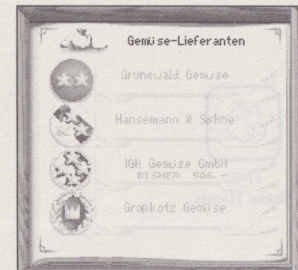 Gemüse-Lieferanten
Grunewald Gemüse
Hansemann & Söhne
IGH Gemüse GmbH
BISHER: 506.-
Großkotz Gemüse